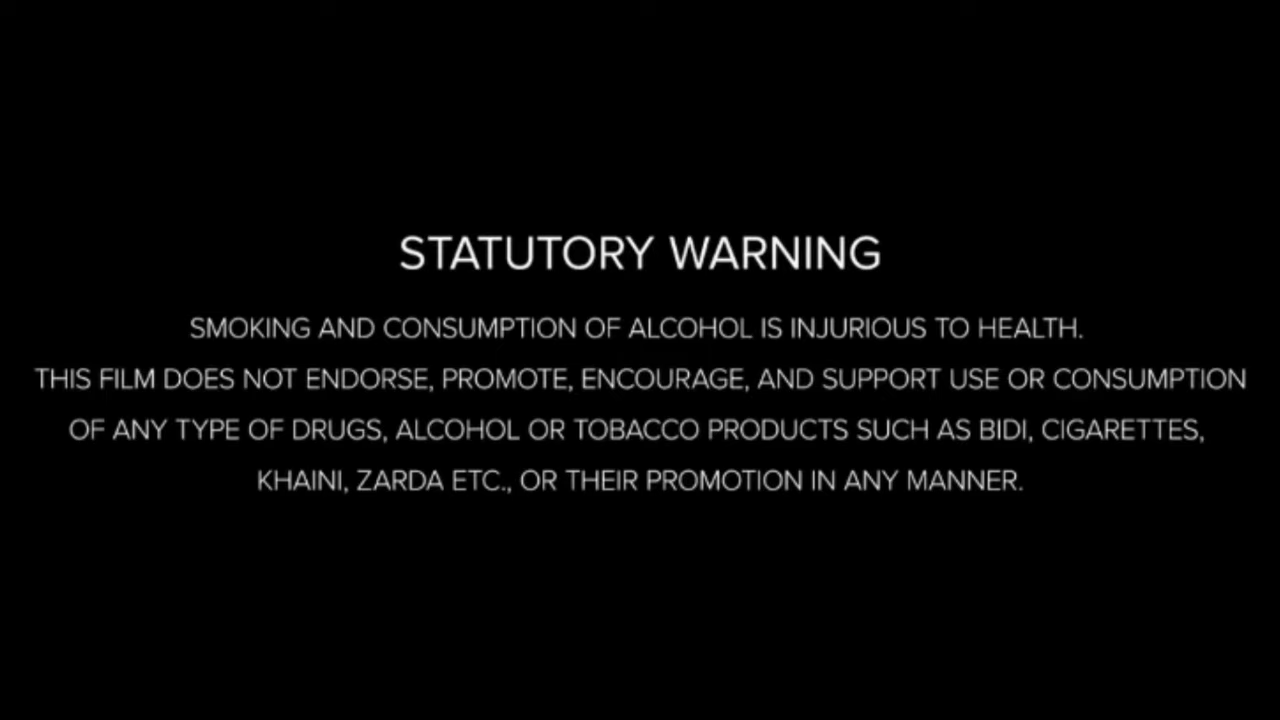 STATUTORY WARNING
SMOKING AND CONSUMPTION OF ALCOHOL IS INJURIOUS TO HEALTH.
THIS FILM DOES NOT ENDORSE, PROMOTE, ENCOURAGE, AND SUPPORT USE OR CONSUMPTION
OF ANY TYPE OF DRUGS, ALCOHOL OR TOBACCO PRODUCTS SUCH AS BIDI, CIGARETTES,
KHAINI, ZARDA ETC., OR THEIR PROMOTION IN ANY MANNER.